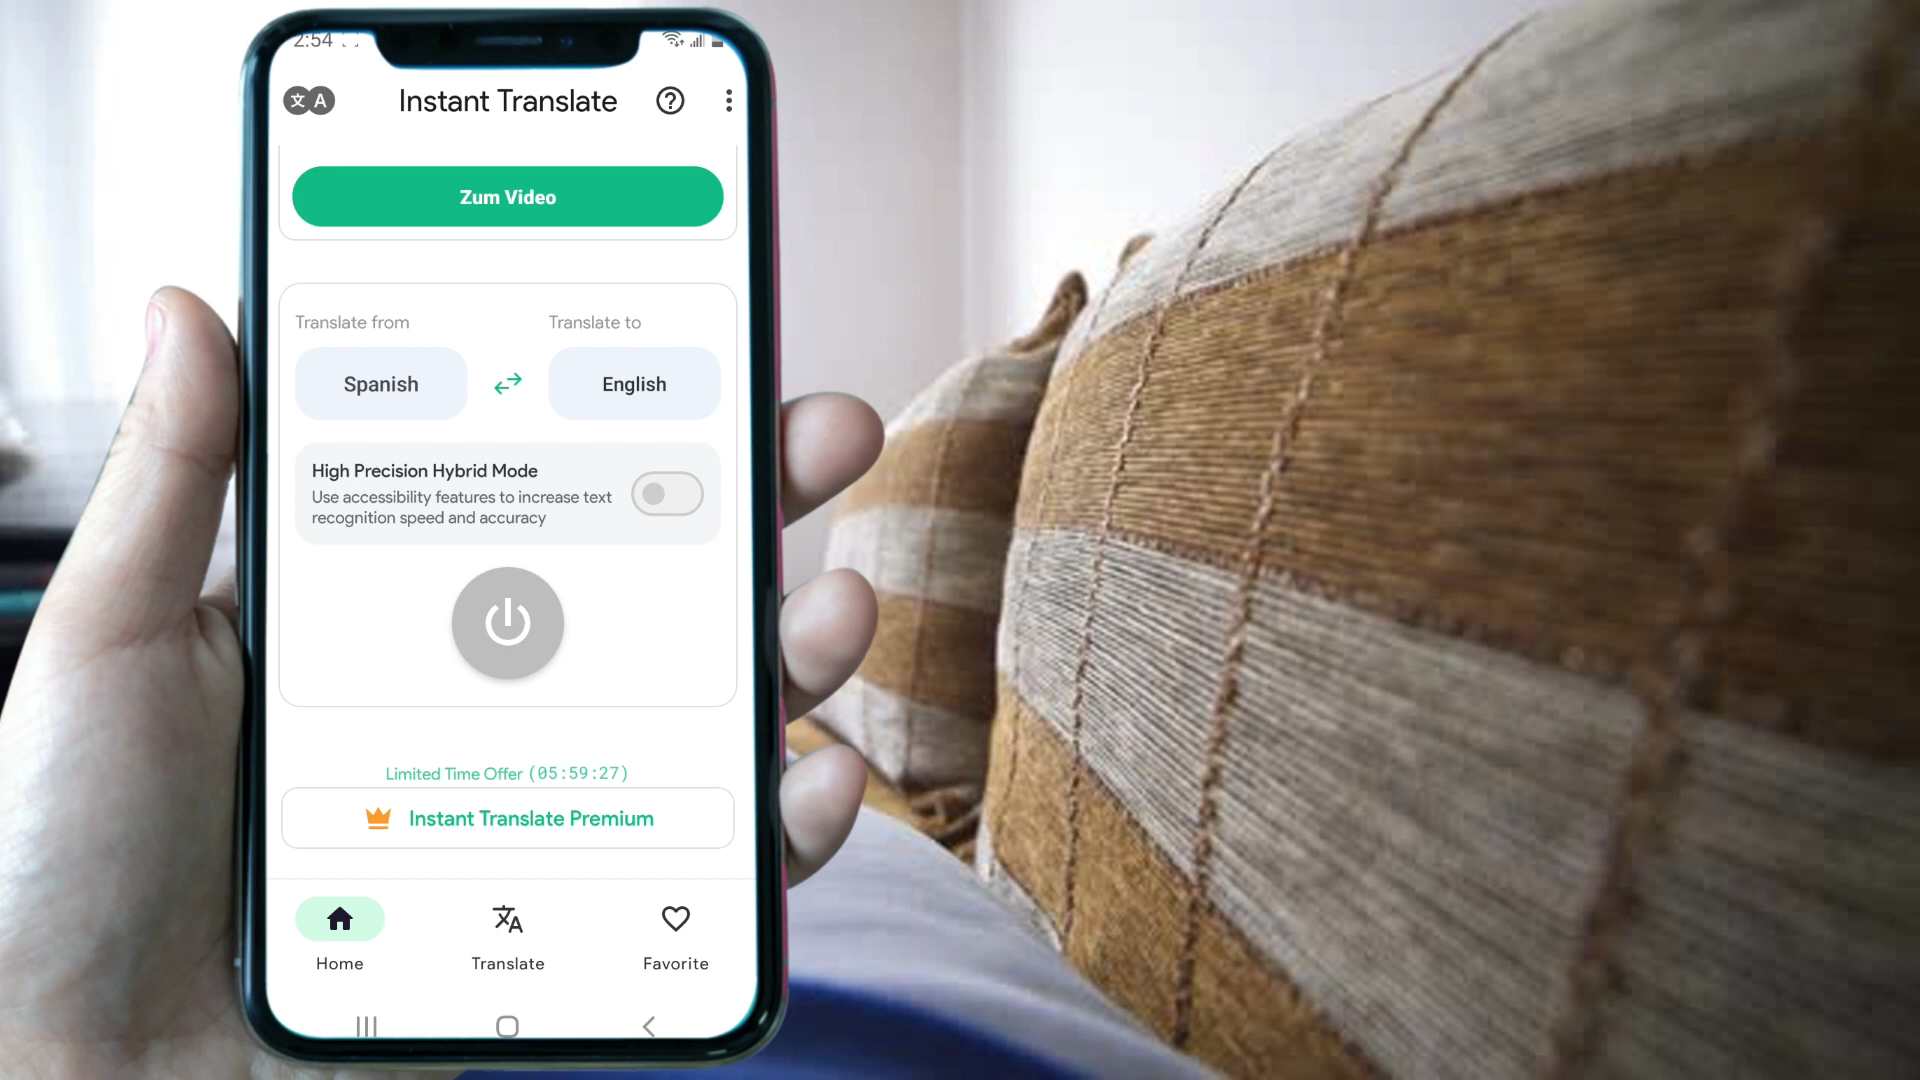 2:54
文 A
Instant Translate
Zum Video
Translate from
Translate to
Spanish
English
High Precision Hybrid Mode
Use accessibility features to increase text
recognition speed and accuracy
Limited Time Offer (05:59:27)
Instant Translate Premium
Home
Translate
Favorite